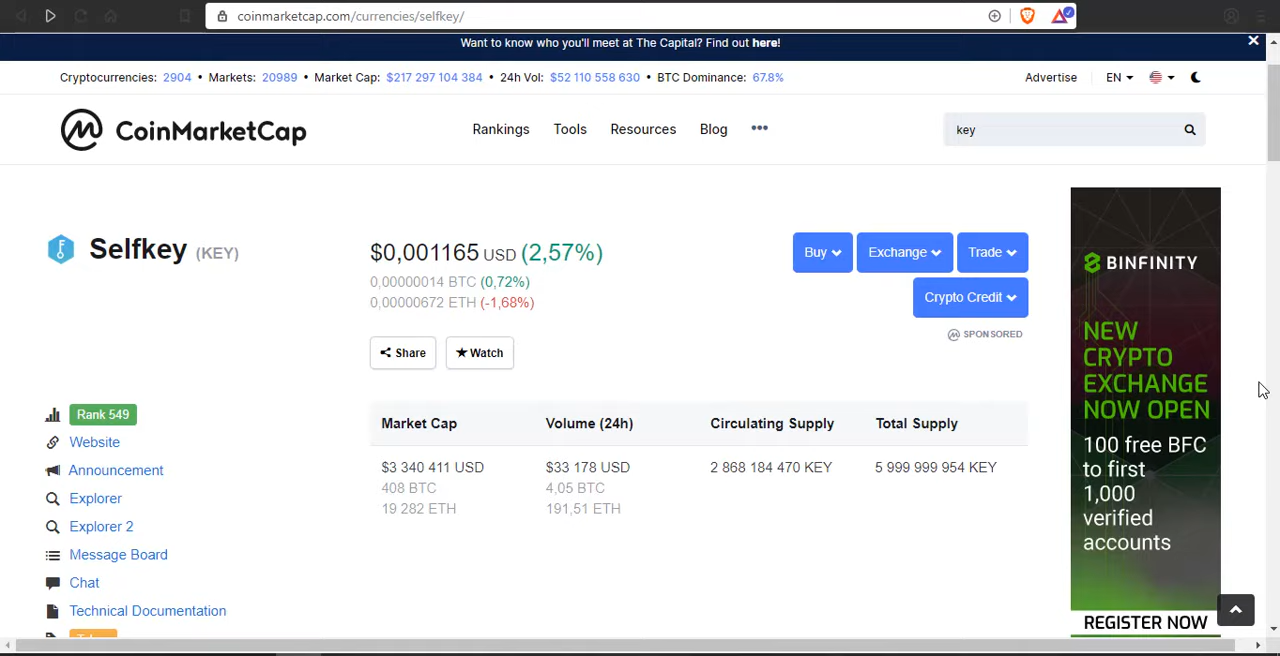 coinmarketcap.com/currencies/selfkey/
Want to know who you'll meet at The Capital? Find out here!
Cryptocurrencies: 2904 • Markets: 20989 • Market Cap: $217 297 104 384 • 24h Vol: $52 110 558 630 • BTC Dominance: 67.8%
Advertise EN
CoinMarketCap
Rankings Tools Resources Blog •••
key
Selfkey (KEY)
$0,001165 USD (2,57%)
0,00000014 BTC (0,72%)
0,00000672 ETH (-1,68%)
Share Watch
Buy Exchange Trade
Crypto Credit
SPONSORED
Rank 549
Website
Announcement
Explorer
Explorer 2
Message Board
Chat
Technical Documentation
Market Cap Volume (24h) Circulating Supply Total Supply
$3 340 411 USD $33 178 USD 2 868 184 470 KEY 5 999 999 954 KEY
408 BTC 4,05 BTC
19 282 ETH 191,51 ETH
BINFINITY
NEW
CRYPTO
EXCHANGE
NOW OPEN
100 free BFC
to first
1,000
verified
accounts
REGISTER NOW